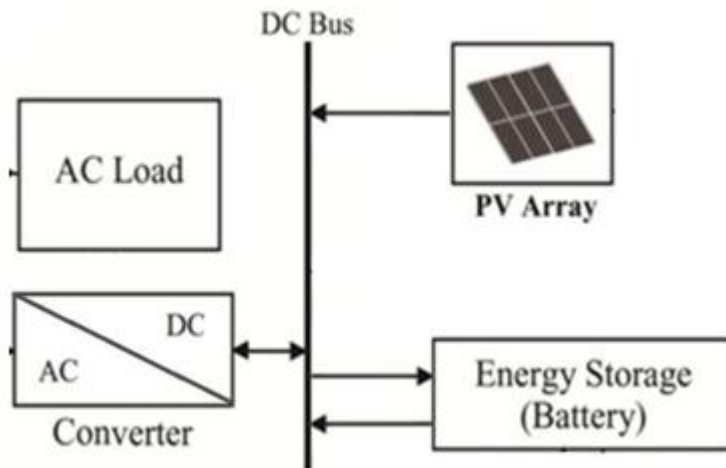 DC Bus
AC Load
PV Array
DC
AC
Converter
Energy Storage
(Battery)